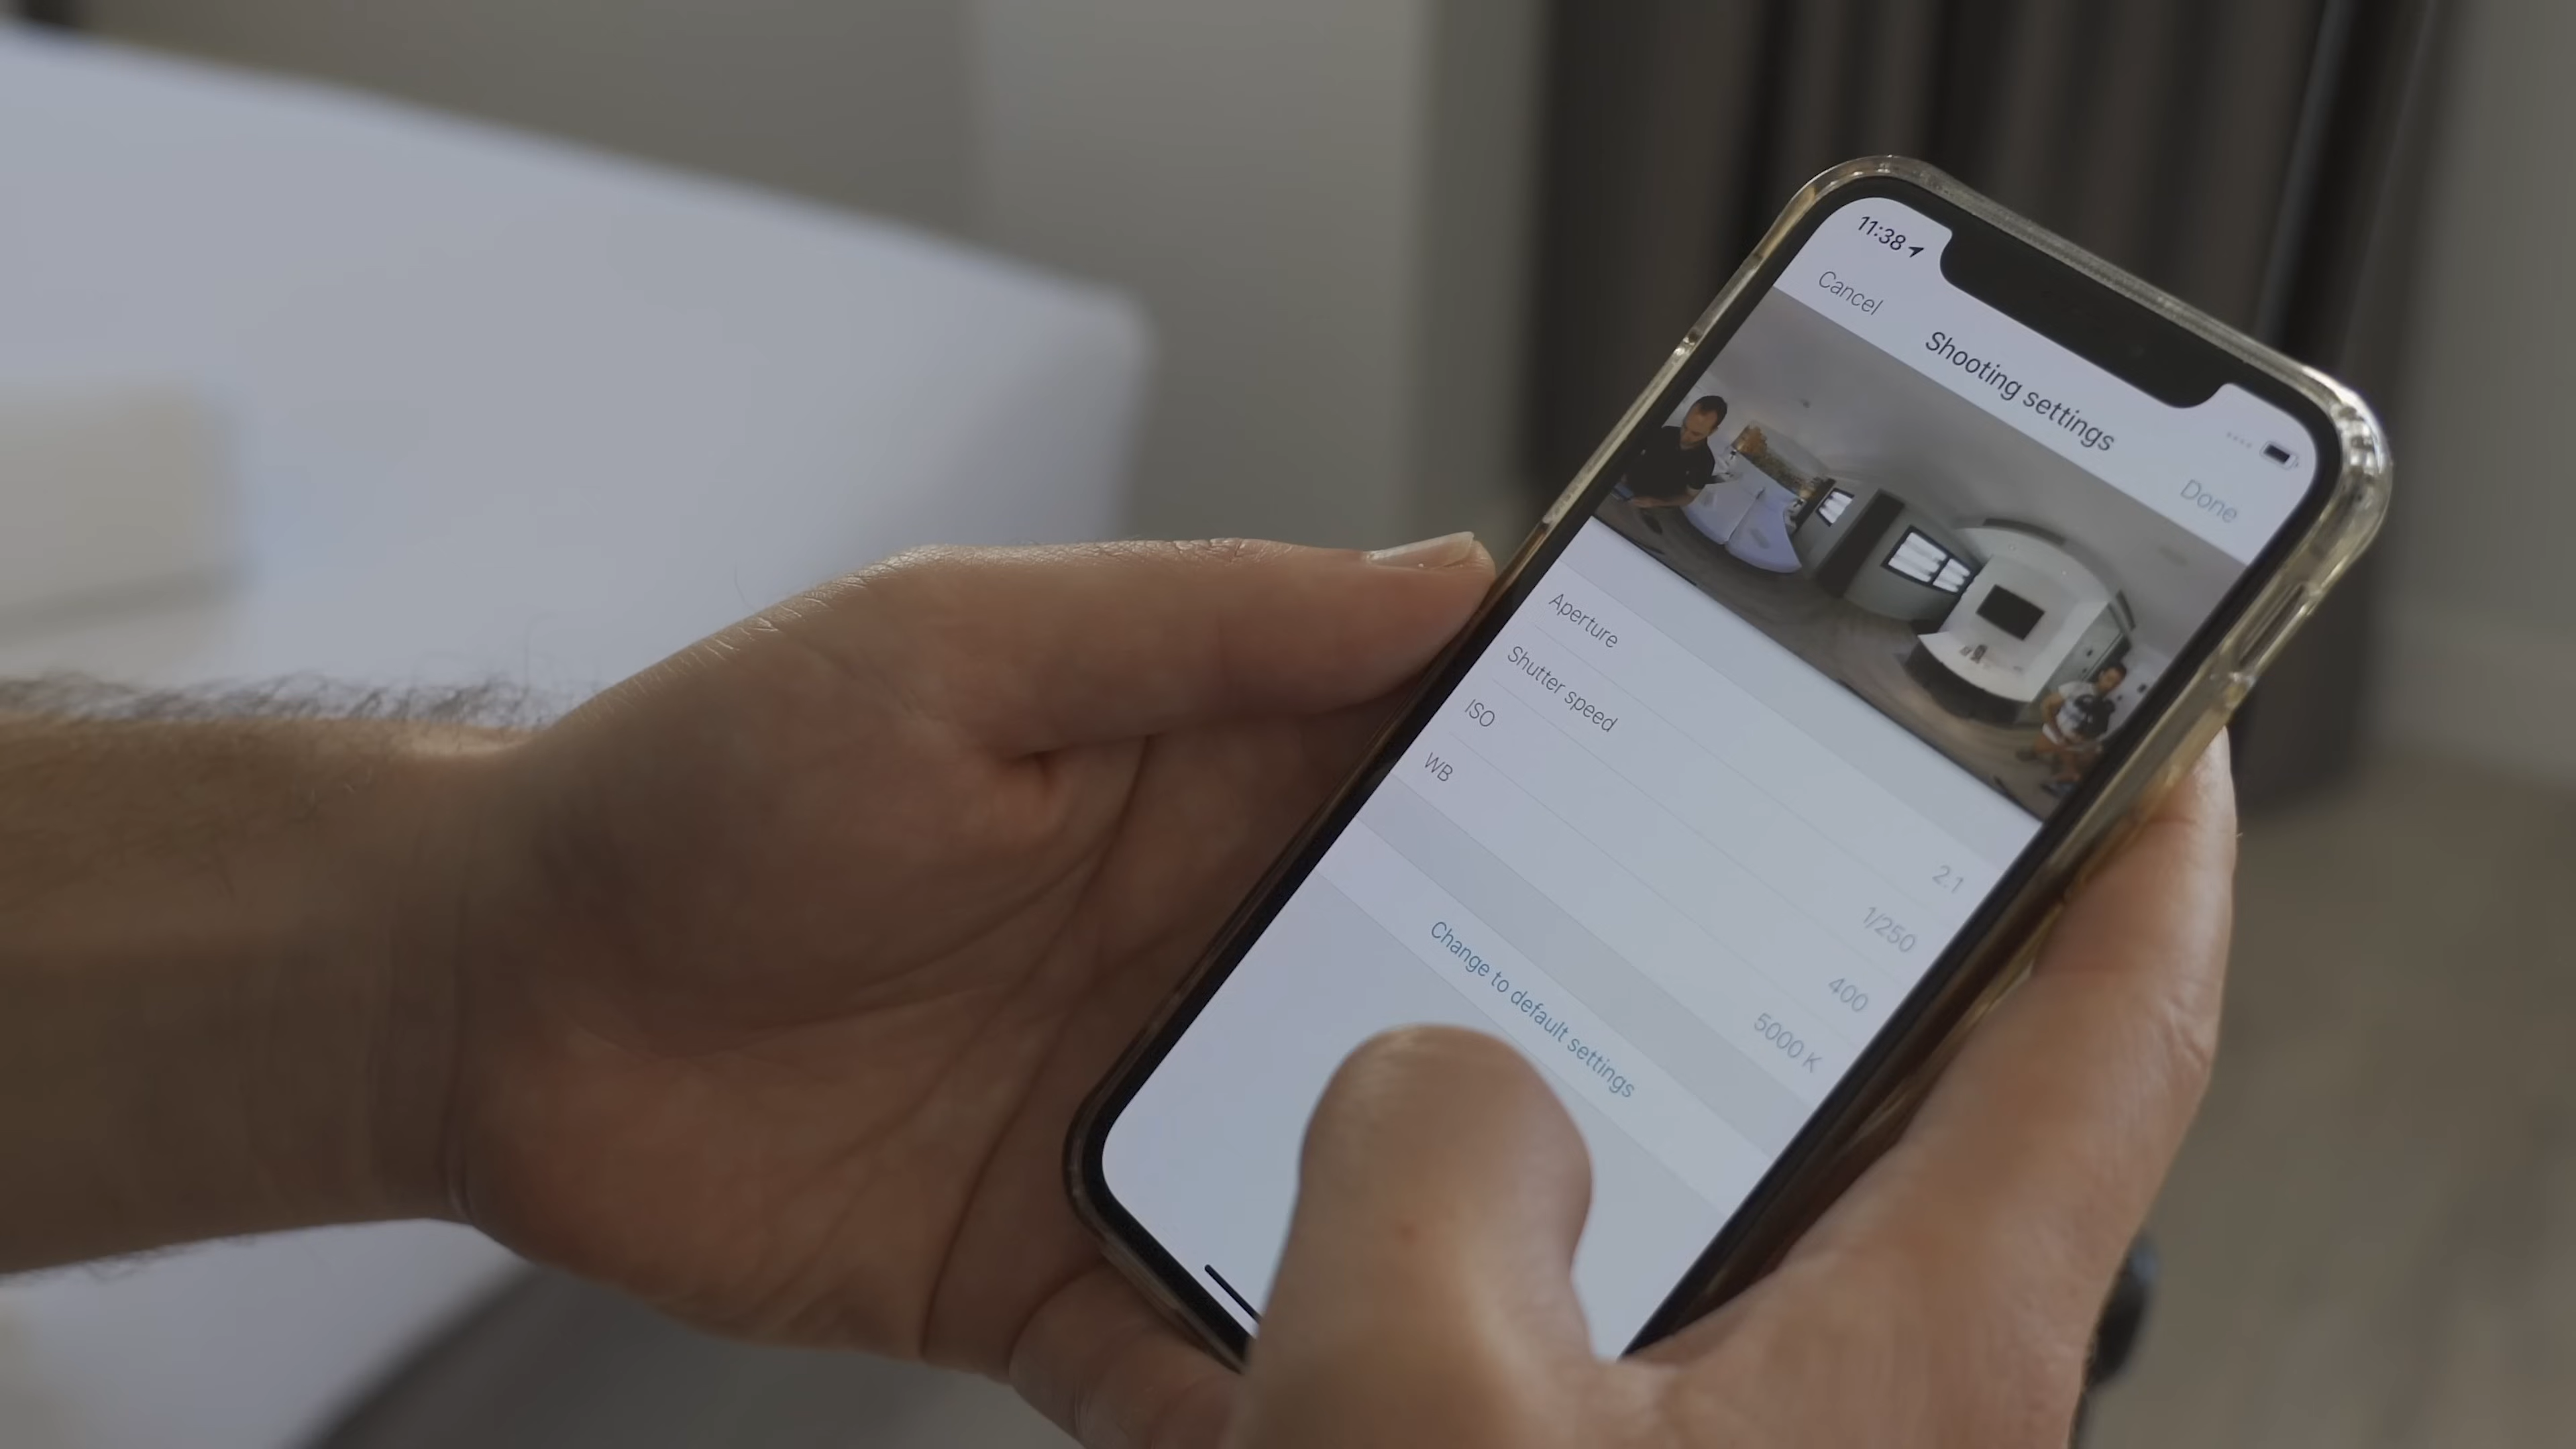 11:38
Cancel
Shooting settings
Done
Aperture 2.1
Shutter speed 1/250
ISO 400
WB 5000 K
Change to default settings